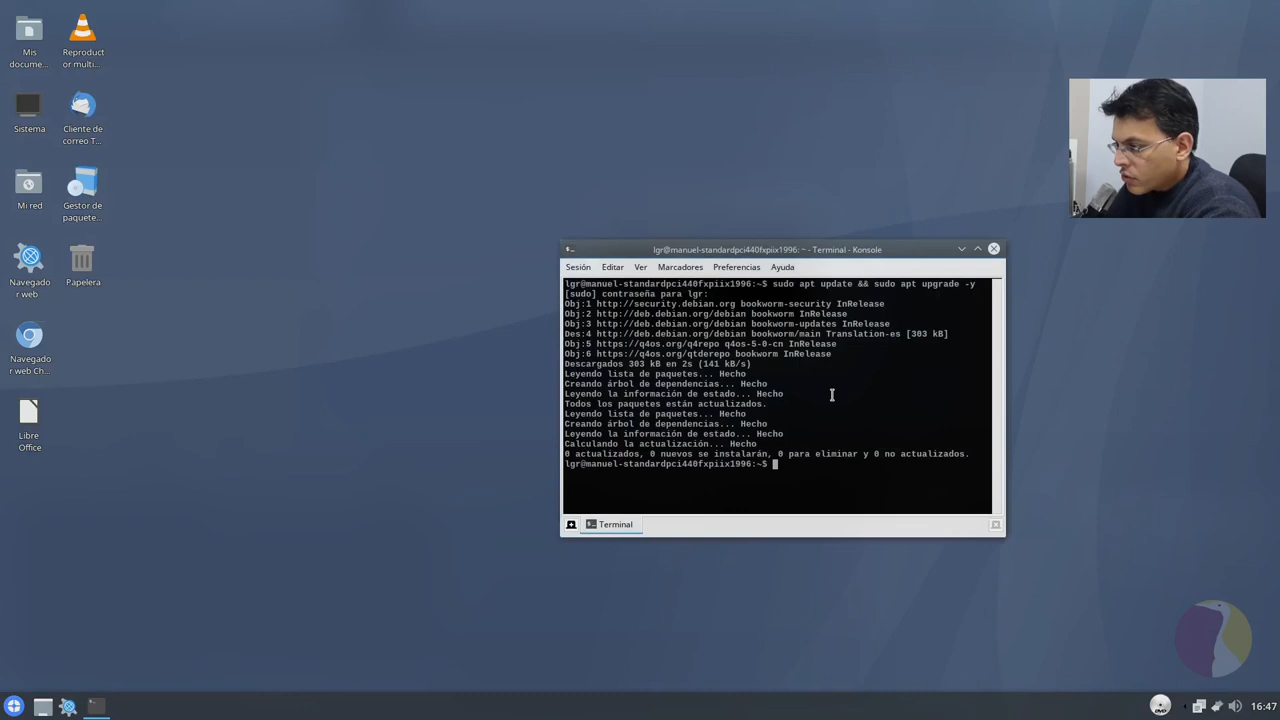 Mis
docume...
Reproduct
or multi...
Sistema
Cliente de
correo T...
Mi red
Gestor de
paquete...
Navegado
r web
Papelera
Navegado
r web Ch...
Libre
Office
lgr@manuel-standardpci440fxpiix1996: ~ - Terminal - Konsole
Sesión Editar Ver Marcadores Preferencias Ayuda
lgr@manuel-standardpci440fxpiix1996:~$ sudo apt update && sudo apt upgrade -y
[sudo] contraseña para lgr:
Obj:1 http://security.debian.org bookworm-security InRelease
Obj:2 http://deb.debian.org/debian bookworm InRelease
Obj:3 http://deb.debian.org/debian bookworm-updates InRelease
Des:4 http://deb.debian.org/debian bookworm/main Translation-es [303 kB]
Obj:5 https://q4os.org/q4repo q4os-5-0-cn InRelease
Obj:6 https://q4os.org/qtderepo bookworm InRelease
Descargados 303 kB en 2s (141 kB/s)
Leyendo lista de paquetes... Hecho
Creando árbol de dependencias... Hecho
Leyendo la información de estado... Hecho
Todos los paquetes están actualizados.
Leyendo lista de paquetes... Hecho
Creando árbol de dependencias... Hecho
Leyendo la información de estado... Hecho
Calculando la actualización... Hecho
0 actualizados, 0 nuevos se instalarán, 0 para eliminar y 0 no actualizados.
lgr@manuel-standardpci440fxpiix1996:~$
Terminal
16:47